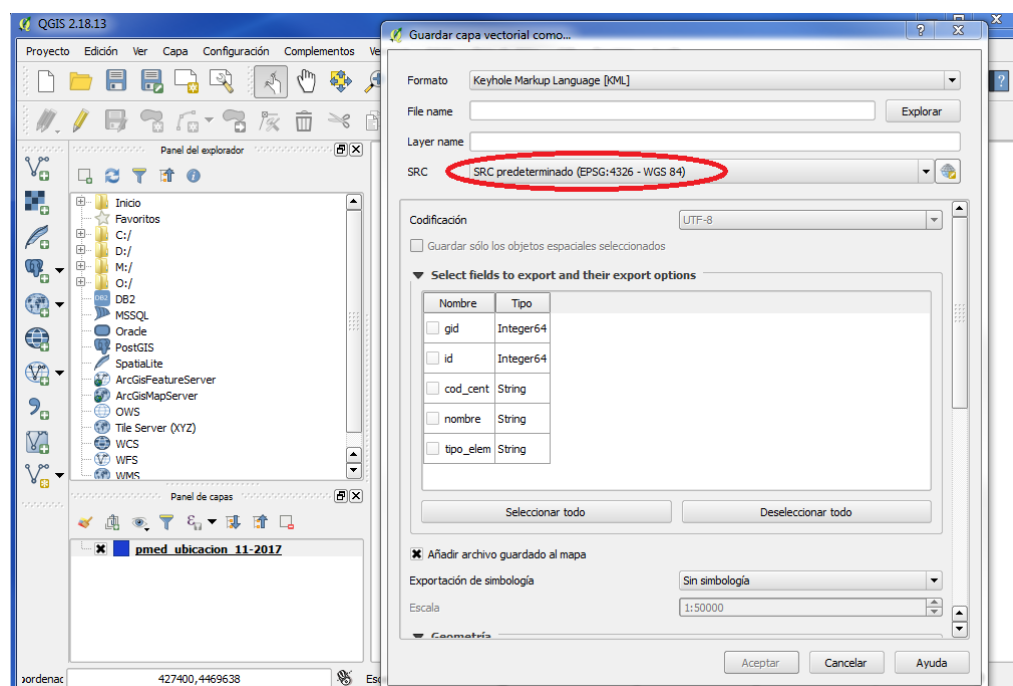 QGIS 2.18.13
Proyecto Edición Ver Capa Configuración Complementos Ve
Panel del explorador
Inicio
Favoritos
C:/
D:/
M:/
O:/
DB2 DB2
MSSQL
Oracle
PostGIS
SpatiaLite
ArcGisFeatureServer
ArcGisMapServer
OWS
Tile Server (XYZ)
WCS
WFS
WMS
Panel de capas
pmed_ubicacion_11-2017
oordenac 427400,4469638 Esc
Guardar capa vectorial como...
Formato Keyhole Markup Language [KML]
File name Explorar
Layer name
SRC SRC predeterminado (EPSG:4326 - WGS 84)
Codificación UTF-8
Guardar sólo los objetos espaciales seleccionados
Select fields to export and their export options
Nombre Tipo
gid Integer64
id Integer64
cod_cent String
nombre String
tipo_elem String
Seleccionar todo Deseleccionar todo
Añadir archivo guardado al mapa
Exportación de simbología Sin simbología
Escala 1:50000
Geometría
Aceptar Cancelar Ayuda